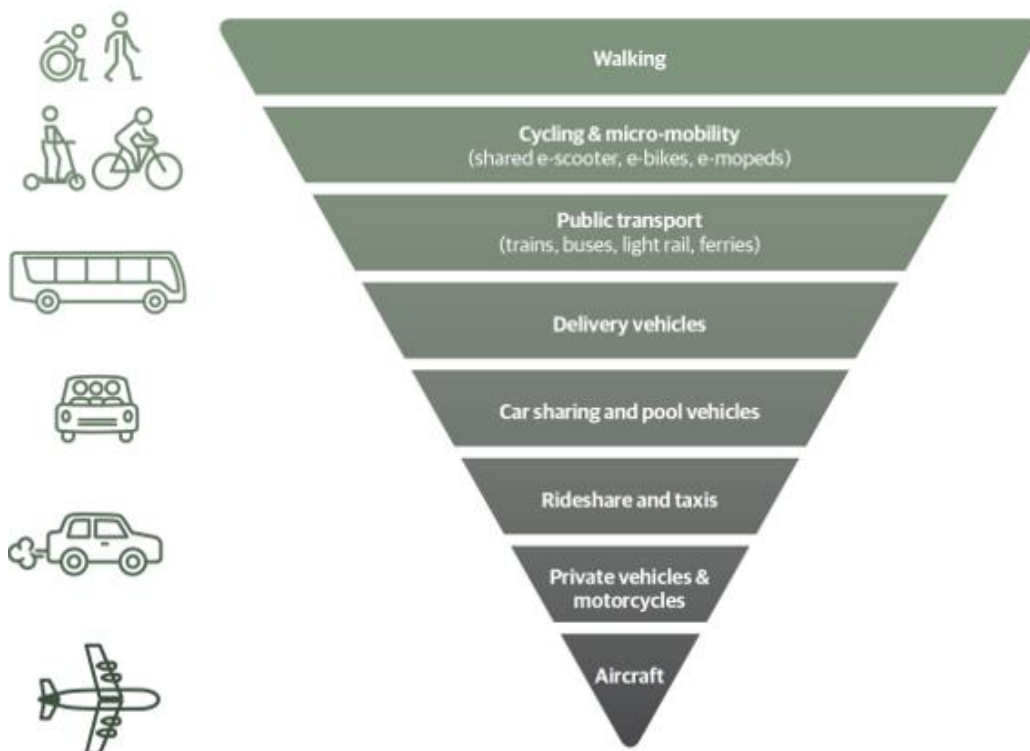 Walking
Cycling & micro-mobility
(shared e-scooter, e-bikes, e-mopeds)
Public transport
(trains, buses, light rail, ferries)
Delivery vehicles
Car sharing and pool vehicles
Rideshare and taxis
Private vehicles &
motorcycles
Aircraft